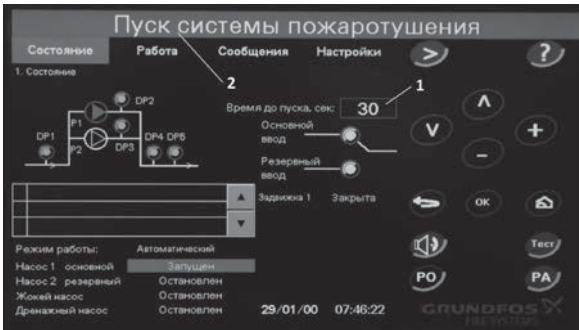 Пуск системы пожаротушения
Состояние Работа Сообщения Настройки > ?
1. Состояние
2
1
DP2
Время до пуска, сек: 30
P1
Основной ввод
DP1 P2 DP3 DP4 DP5
Резервный ввод
Задвижка 1 Закрыта
OK
Режим работы: Автоматический
Тест
Насос 1 основной Запущен
Насос 2 резервный Остановлен
PO PA
Жокей насос Остановлен
Дренажный насос Остановлен 29/01/00 07:46:22
GRUNDFOS
FIRE SYSTEMS